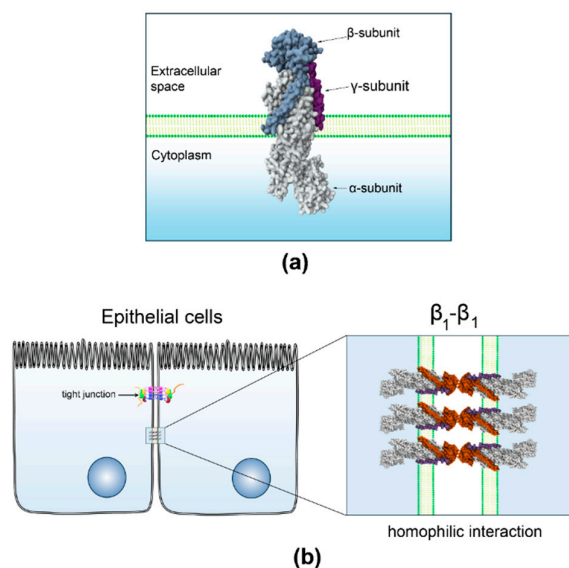 β-subunit
Extracellular
space
γ-subunit
Cytoplasm
α-subunit
(a)
Epithelial cells
β₁-β₁
tight junction
homophilic interaction
(b)